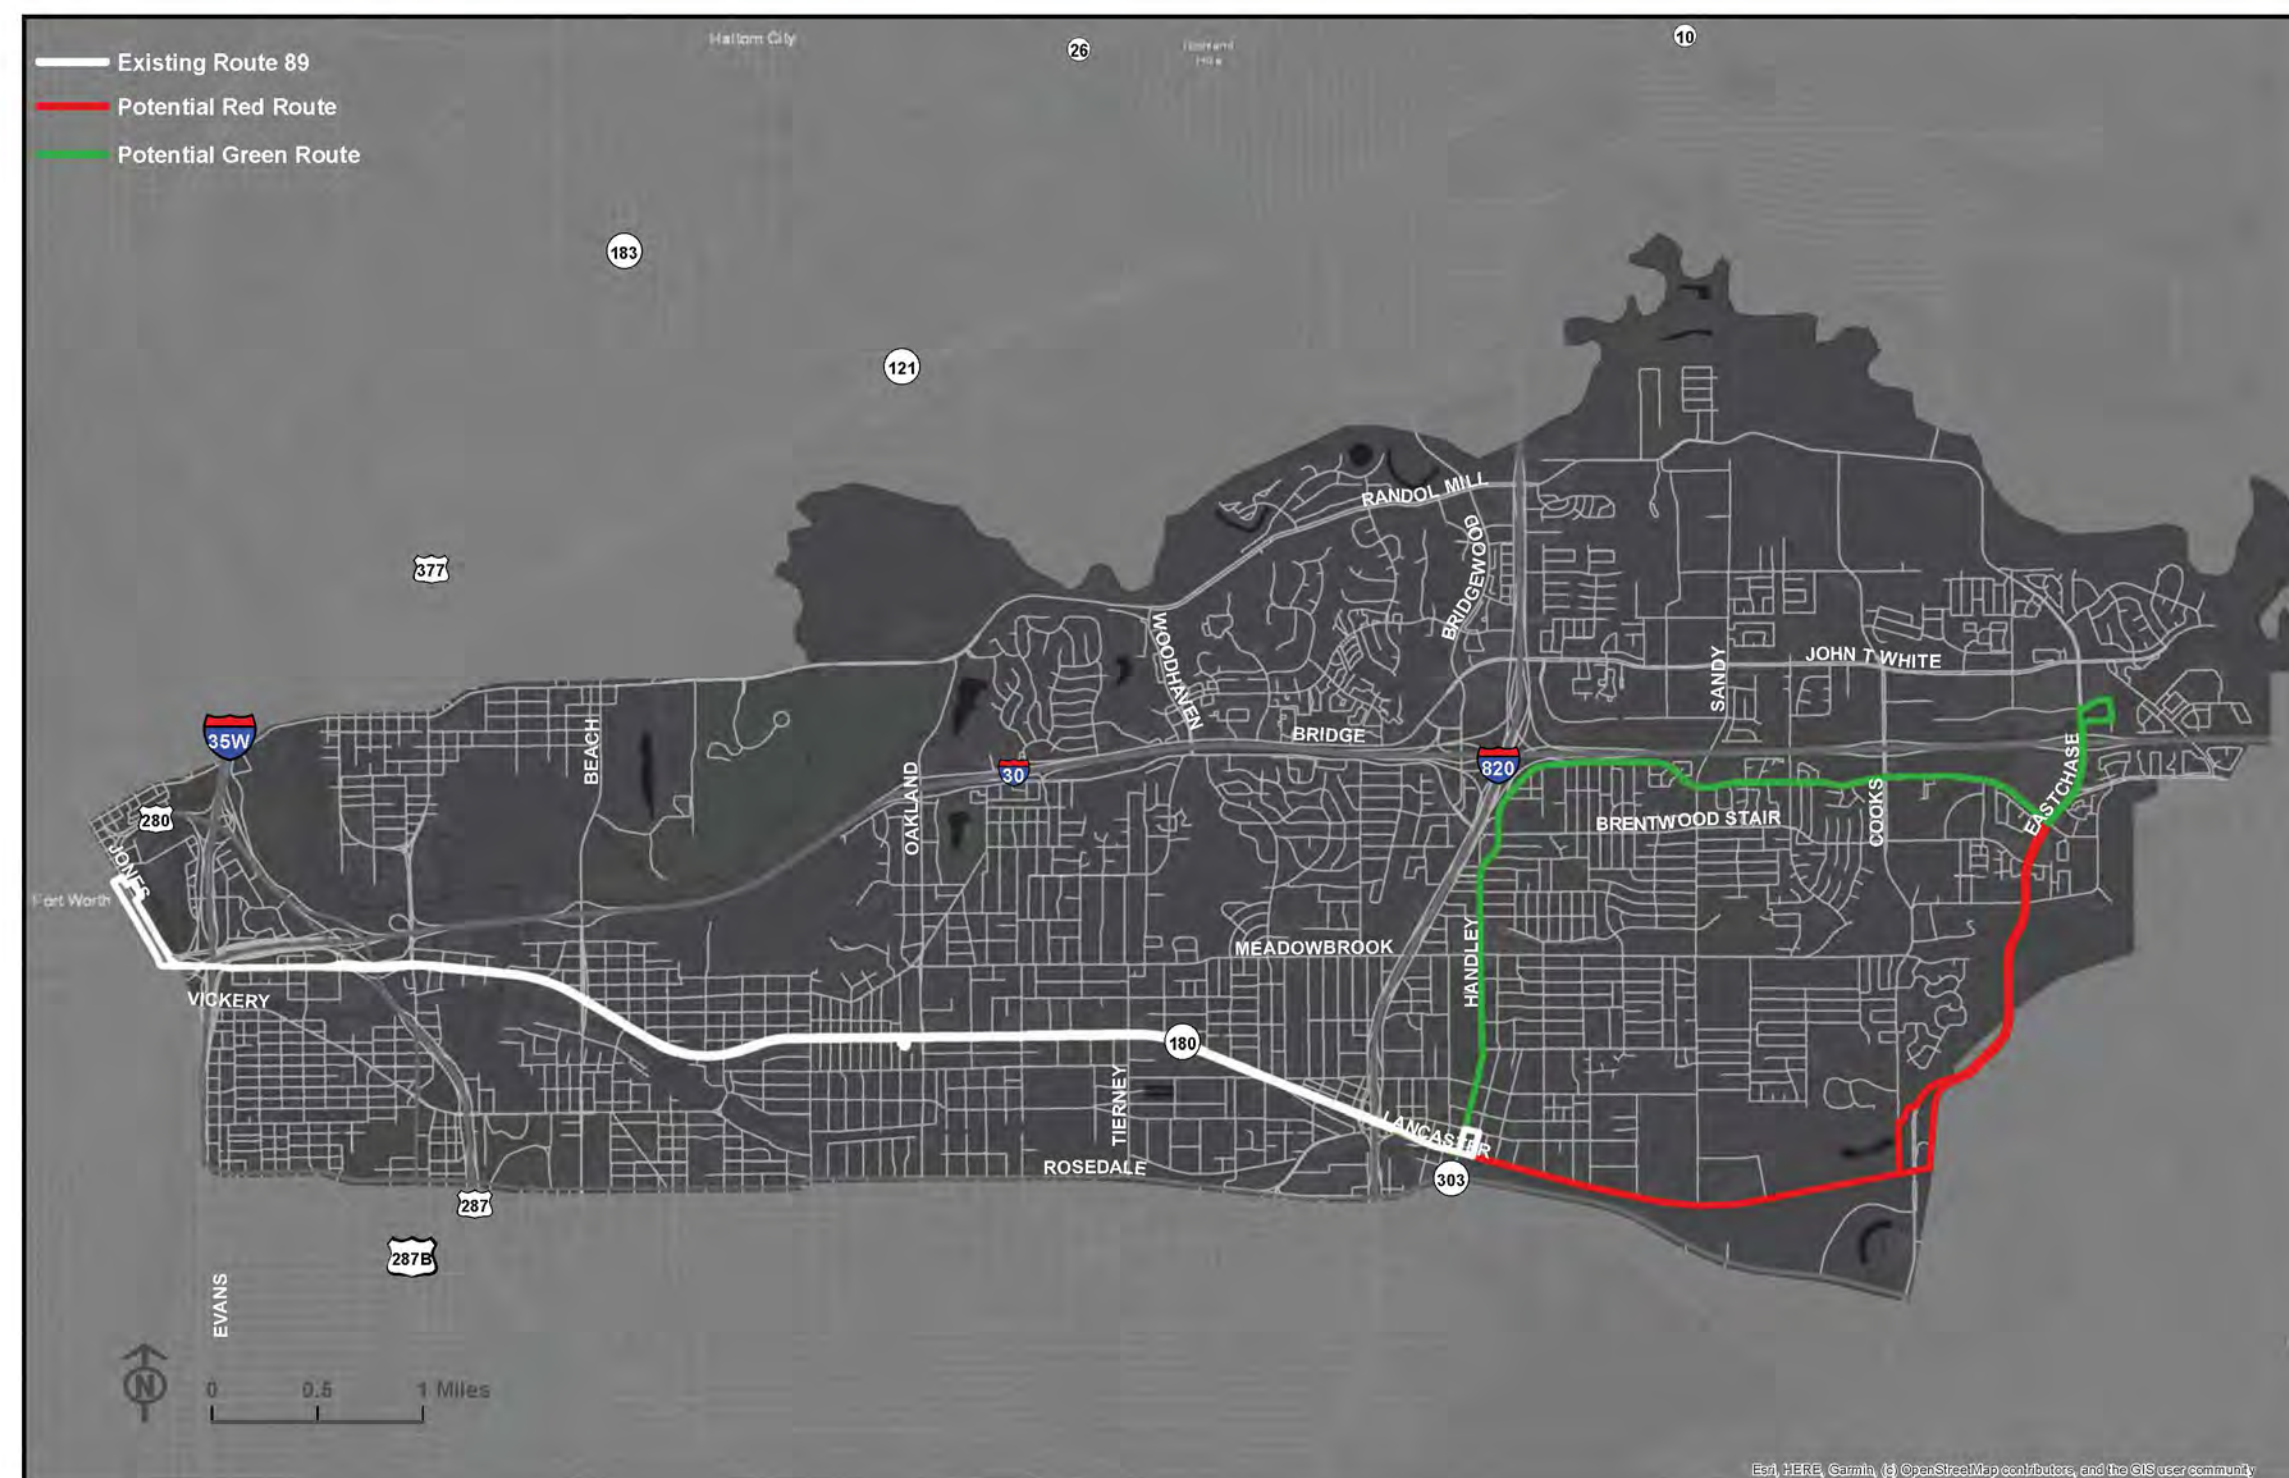 Haltom City
26
10
Existing Route 89
Potential Red Route
Potential Green Route
183
121
RANDOL MILL
377
BRIDGEWOOD
WOODHAVEN
JOHN T WHITE
SANDY
35W
BEACH
BRIDGE
EASTCHASE
30
820
OAKLAND
280
COOKS
BRENTWOOD STAIR
JONES
Fort Worth
MEADOWBROOK
HANDLEY
VICKERY
180
TIERNEY
LANCASTER
ROSEDALE
303
287
287B
EVANS
N
0 0.5 1 Miles
Esri, HERE, Garmin, (c) OpenStreetMap contributors, and the GIS user community